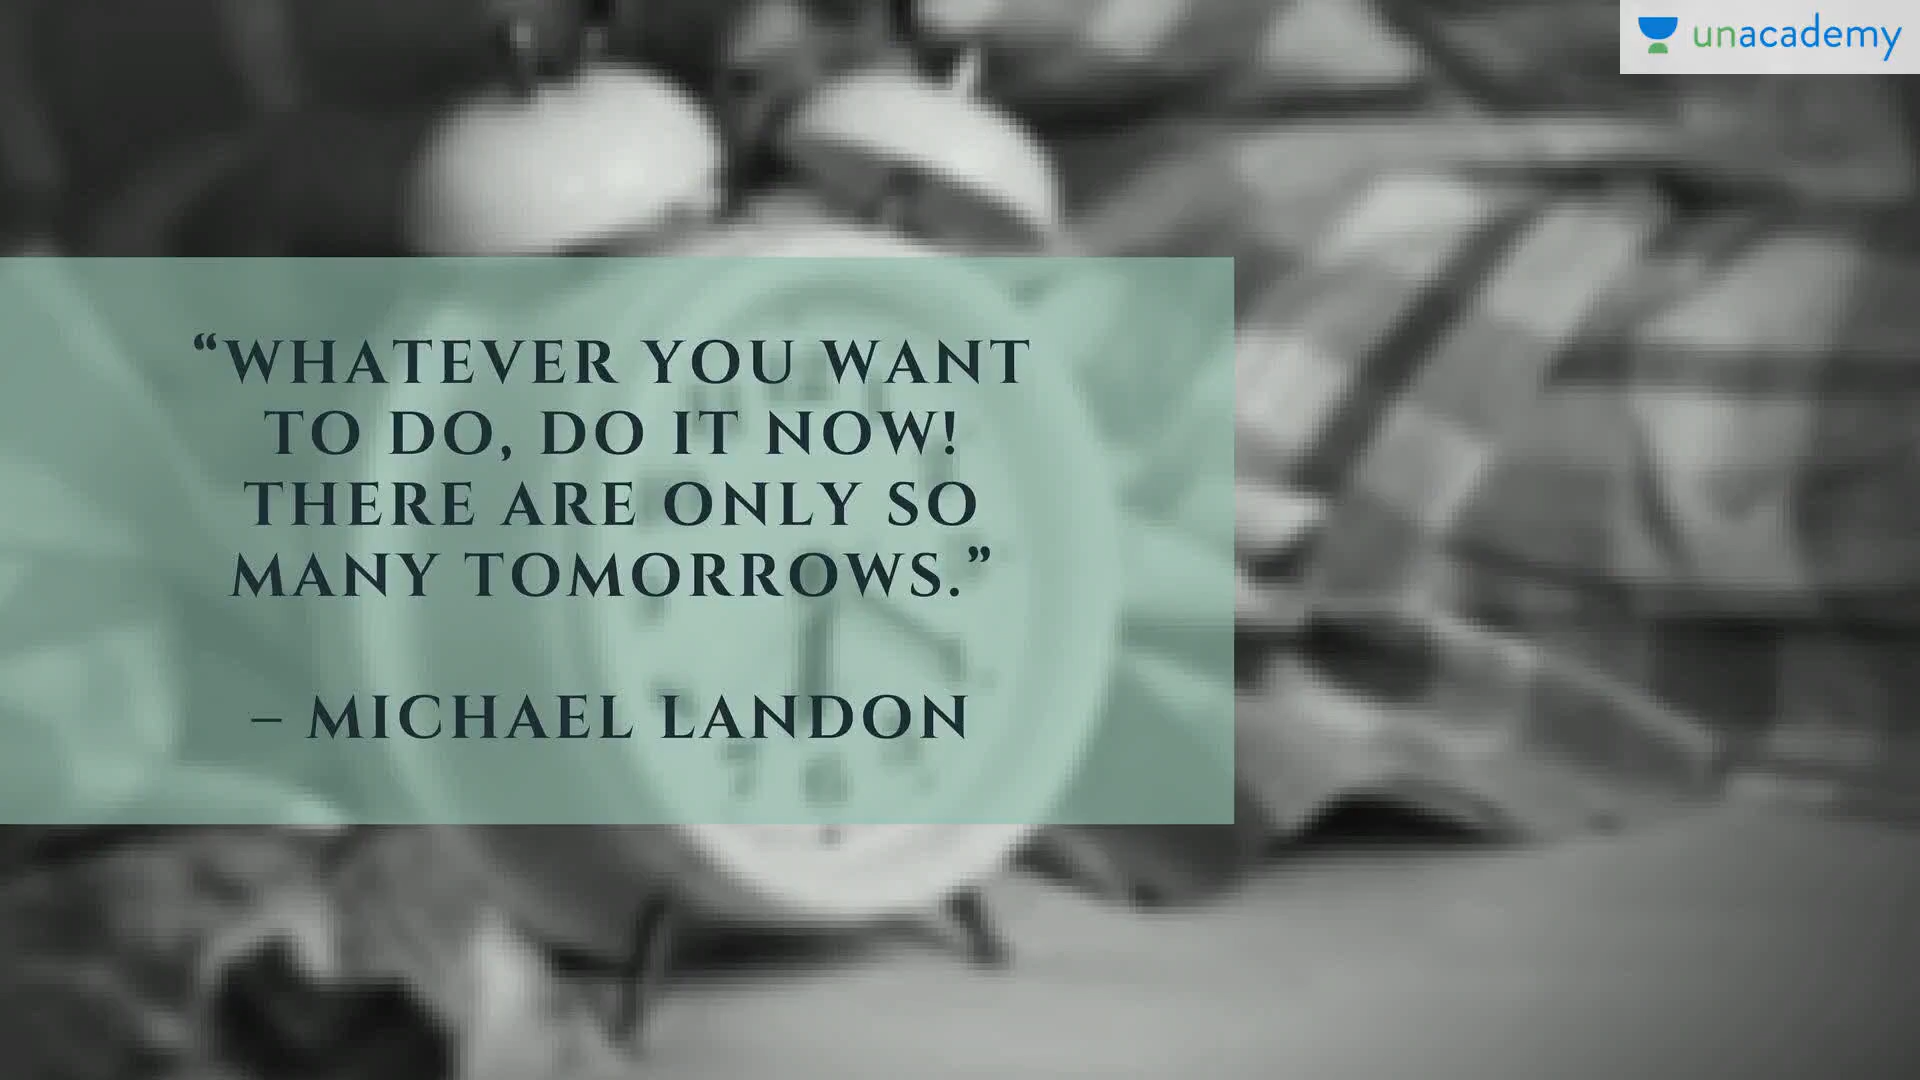 unacademy
“WHATEVER YOU WANT
TO DO, DO IT NOW!
THERE ARE ONLY SO
MANY TOMORROWS.”
– MICHAEL LANDON